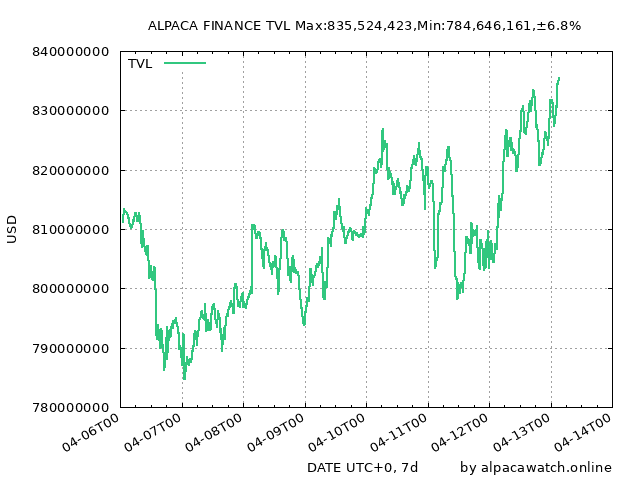 ALPACA FINANCE TVL Max:835,524,423,Min:784,646,161,±6.8%
840000000
TVL
830000000
820000000
810000000
USD
800000000
790000000
780000000
04-06T00 04-07T00 04-08T00 04-09T00 04-10T00 04-11T00 04-12T00 04-13T00 04-14T00
DATE UTC+0, 7d by alpacawatch.online